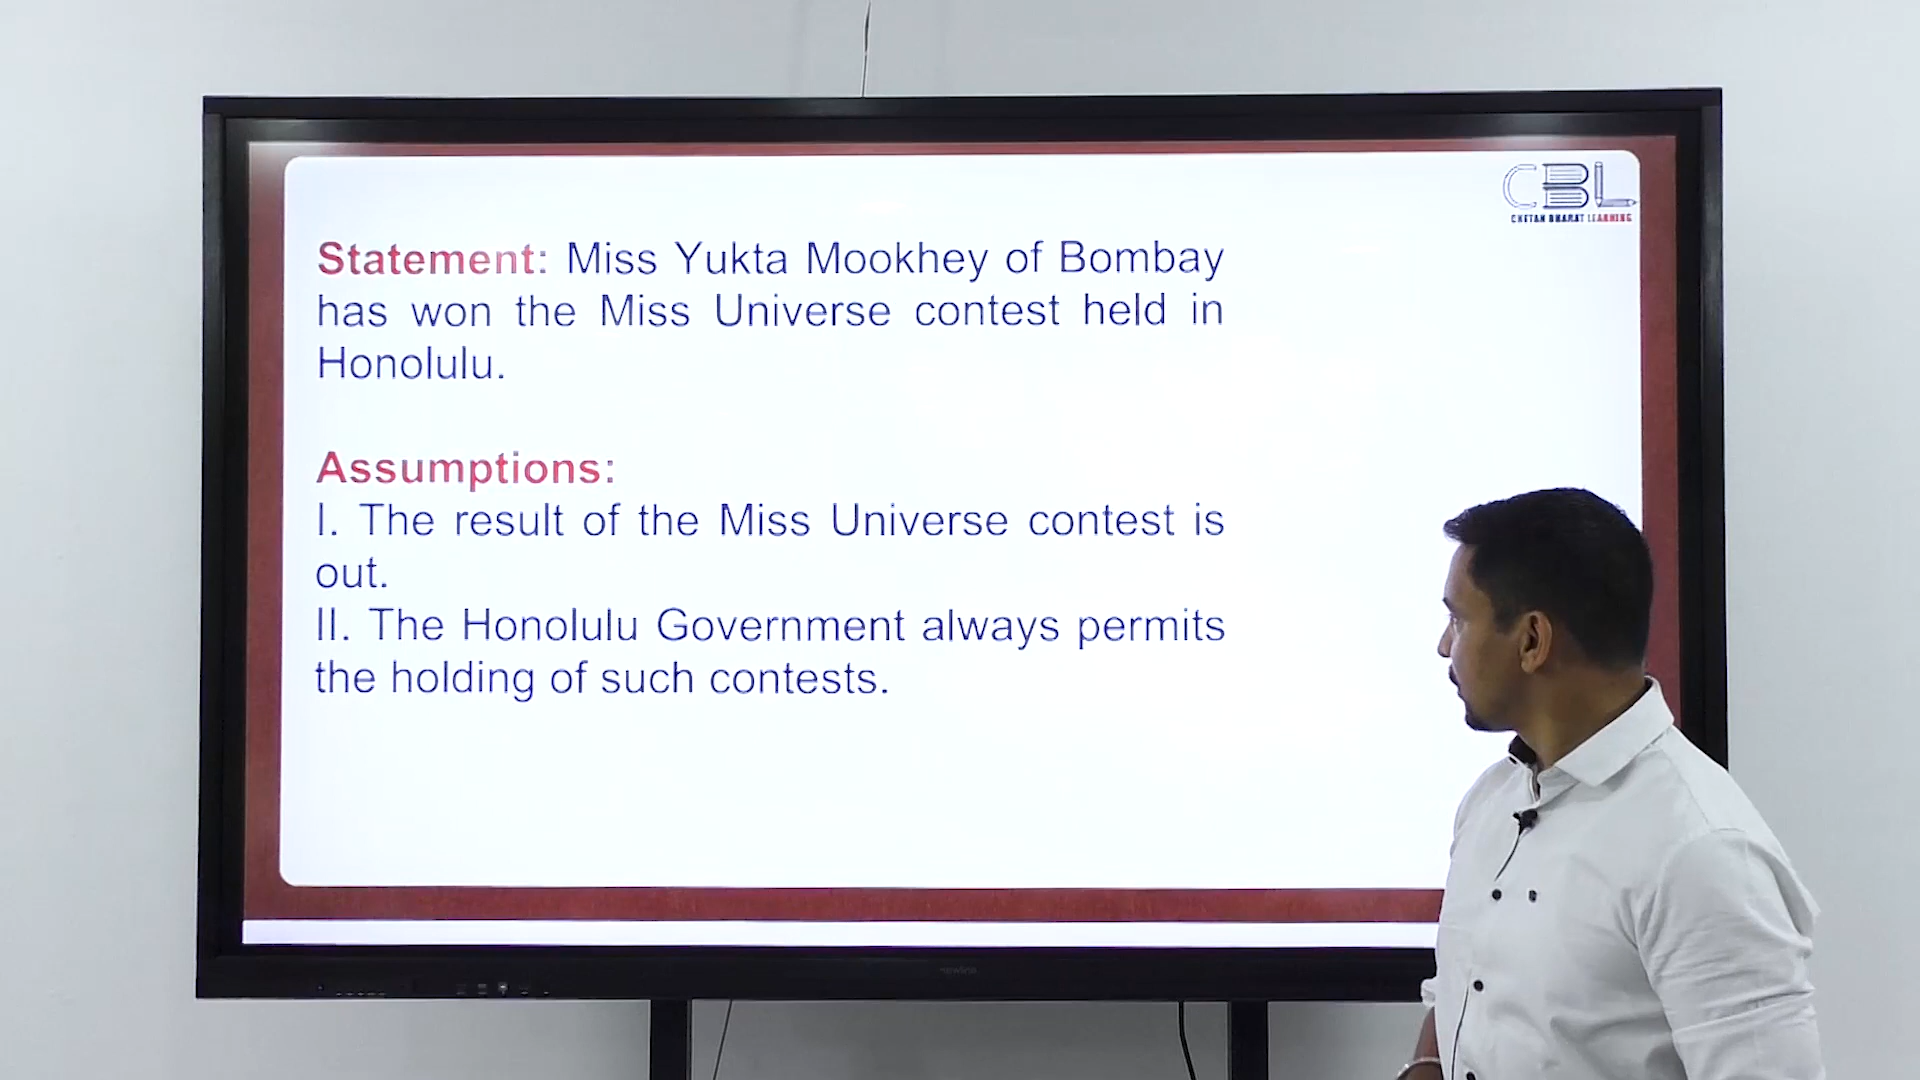 CBL
CHETAN BHARAT LEARNING
Statement: Miss Yukta Mookhey of Bombay
has won the Miss Universe contest held in
Honolulu.
Assumptions:
I. The result of the Miss Universe contest is
out.
II. The Honolulu Government always permits
the holding of such contests.
newline